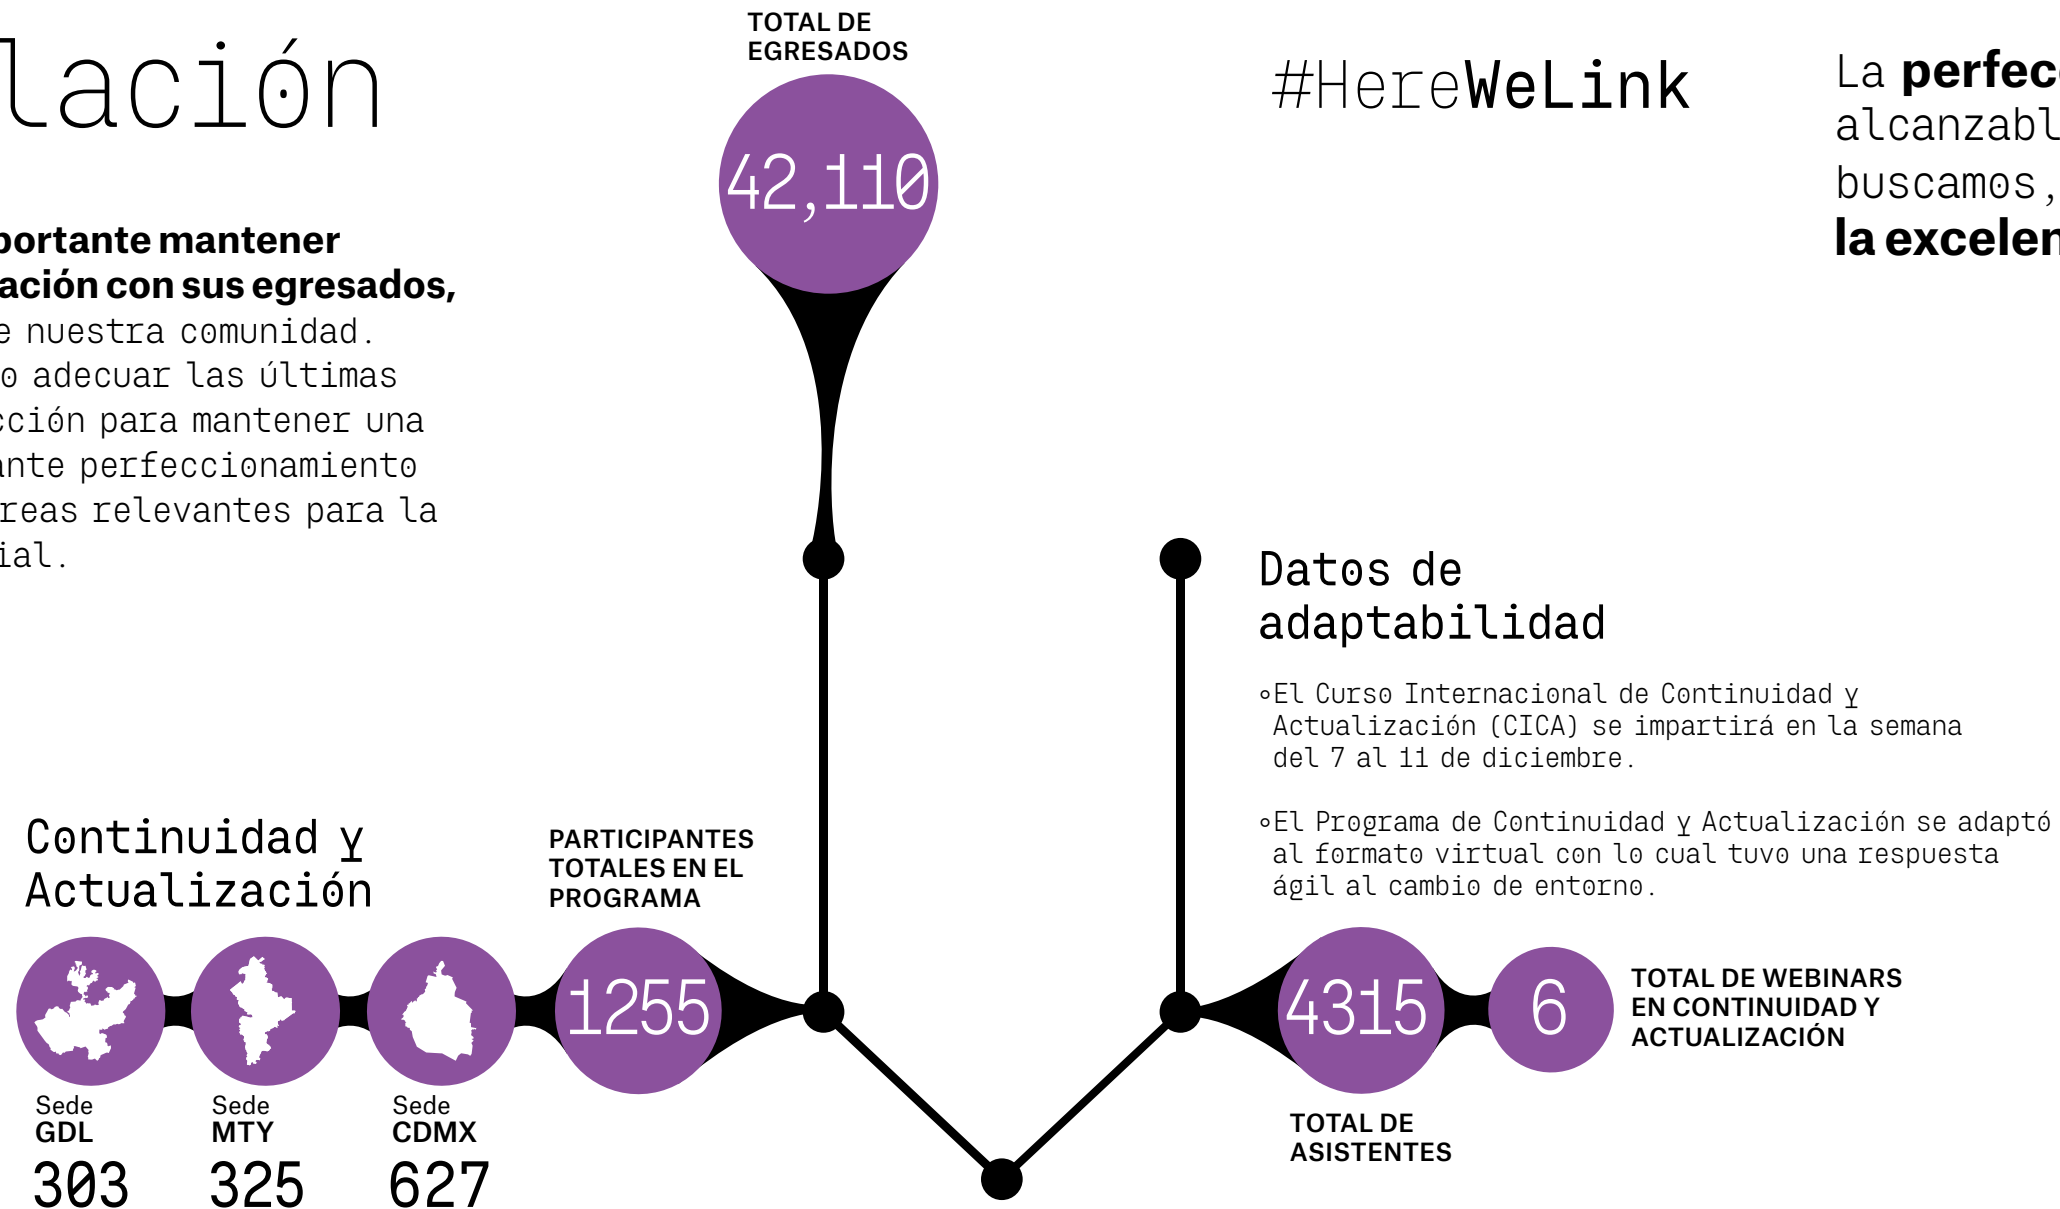 lación
portante mantener
ación con sus egresados,
e nuestra comunidad.
o adecuar las últimas
cción para mantener una
ante perfeccionamiento
reas relevantes para la
ial.
TOTAL DE
EGRESADOS
42,110
#HereWeLink
La perfec
alcanzabl
buscamos,
la excelen
Datos de
adaptabilidad
°El Curso Internacional de Continuidad y
Actualización (CICA) se impartirá en la semana
del 7 al 11 de diciembre.
°El Programa de Continuidad y Actualización se adaptó
al formato virtual con lo cual tuvo una respuesta
ágil al cambio de entorno.
Continuidad y
Actualización
PARTICIPANTES
TOTALES EN EL
PROGRAMA
1255
Sede
GDL
303
Sede
MTY
325
Sede
CDMX
627
4315
TOTAL DE
ASISTENTES
6
TOTAL DE WEBINARS
EN CONTINUIDAD Y
ACTUALIZACIÓN